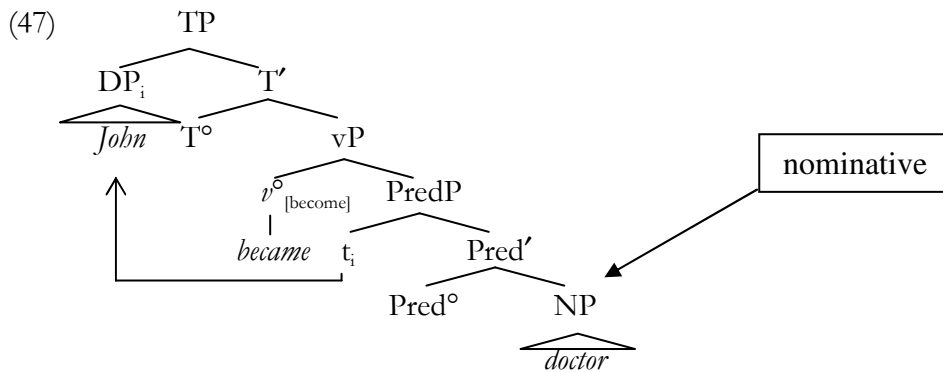 (47) TP
DPᵢ T′
John T° vP
nominative
v° [become] PredP
became tᵢ Pred′
Pred° NP
doctor